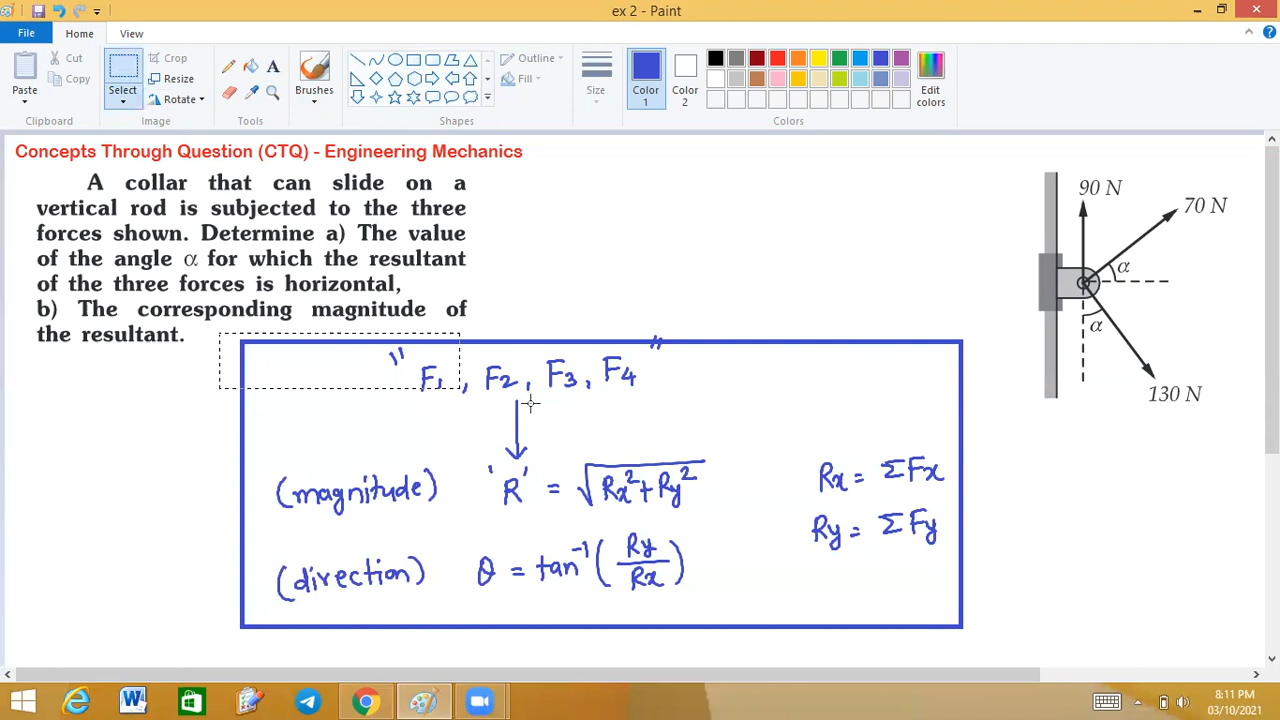 ex 2 - Paint
File Home View
Paste
Cut
Copy
Clipboard
Select
Crop
Resize
Rotate
Image
Tools
Brushes
Shapes
Outline
Fill
Size
Color 1
Color 2
Colors
Edit colors
Concepts Through Question (CTQ) - Engineering Mechanics
A collar that can slide on a
vertical rod is subjected to the three
forces shown. Determine a) The value
of the angle α for which the resultant
of the three forces is horizontal,
b) The corresponding magnitude of
the resultant.
90 N
70 N
α
α
130 N
" F1 , F2 , F3 , F4 "
(magnitude) 'R' = √(Rx² + Ry²)
Rx = ΣFx
Ry = ΣFy
(direction) θ = tan⁻¹ (Ry/Rx)
8:11 PM
03/10/2021